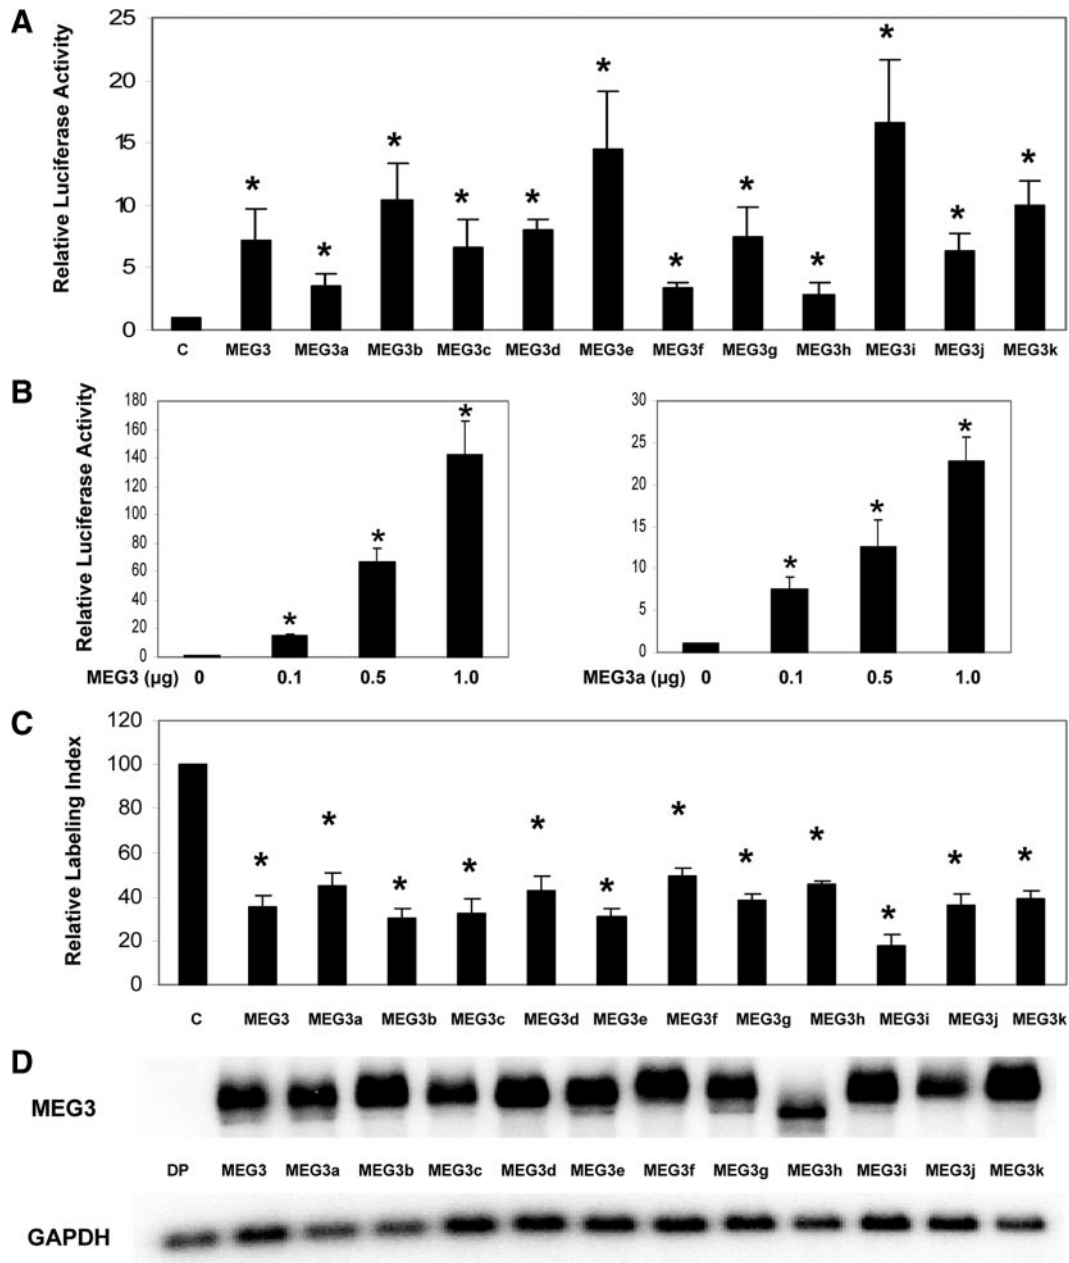 A
Relative Luciferase Activity
25
20
15
10
5
0
* * * * * * * * * * * *
C MEG3 MEG3a MEG3b MEG3c MEG3d MEG3e MEG3f MEG3g MEG3h MEG3i MEG3j MEG3k
B
Relative Luciferase Activity
180
160
140
120
100
80
60
40
20
0
* * *
MEG3 (µg) 0 0.1 0.5 1.0
30
25
20
15
10
5
0
* * *
MEG3a (µg) 0 0.1 0.5 1.0
C
Relative Labeling Index
120
100
80
60
40
20
0
* * * * * * * * * * * *
C MEG3 MEG3a MEG3b MEG3c MEG3d MEG3e MEG3f MEG3g MEG3h MEG3i MEG3j MEG3k
D
MEG3
DP MEG3 MEG3a MEG3b MEG3c MEG3d MEG3e MEG3f MEG3g MEG3h MEG3i MEG3j MEG3k
GAPDH